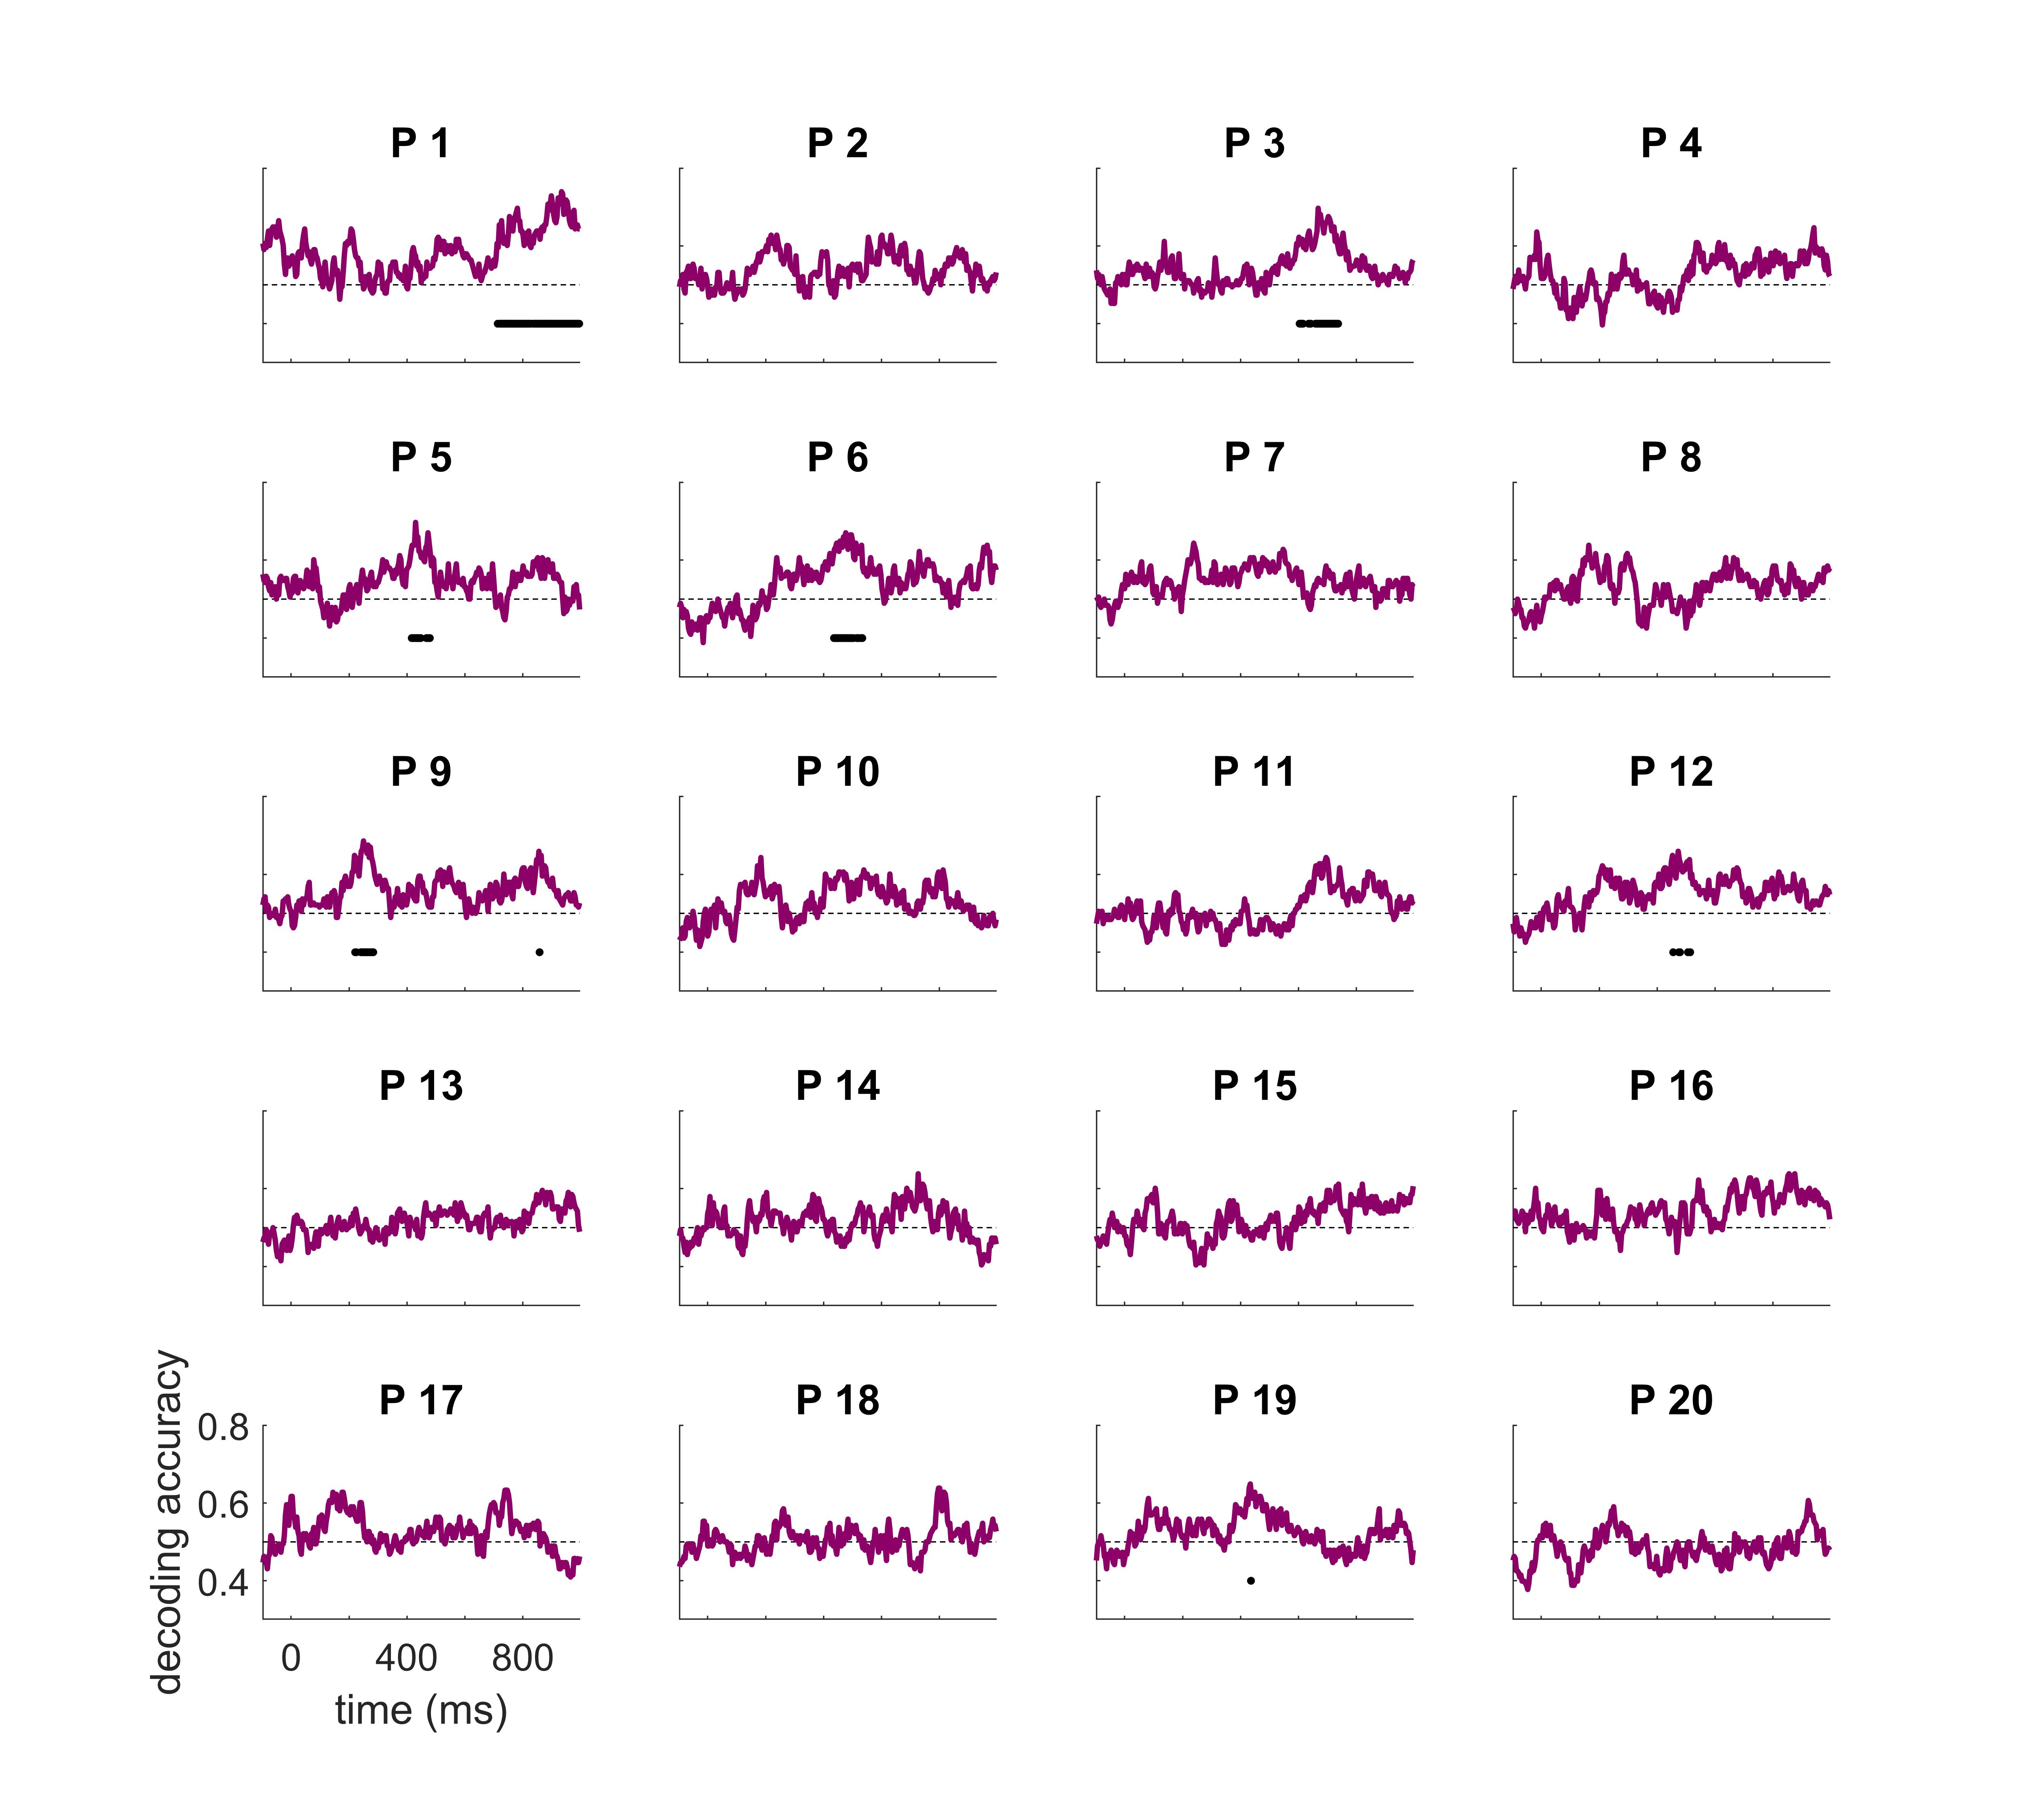 P 1
P 2
P 3
P 4
P 5
P 6
P 7
P 8
P 9
P 10
P 11
P 12
P 13
P 14
P 15
P 16
P 17
P 18
P 19
P 20
decoding accuracy
0.8
0.6
0.4
0 400 800
time (ms)